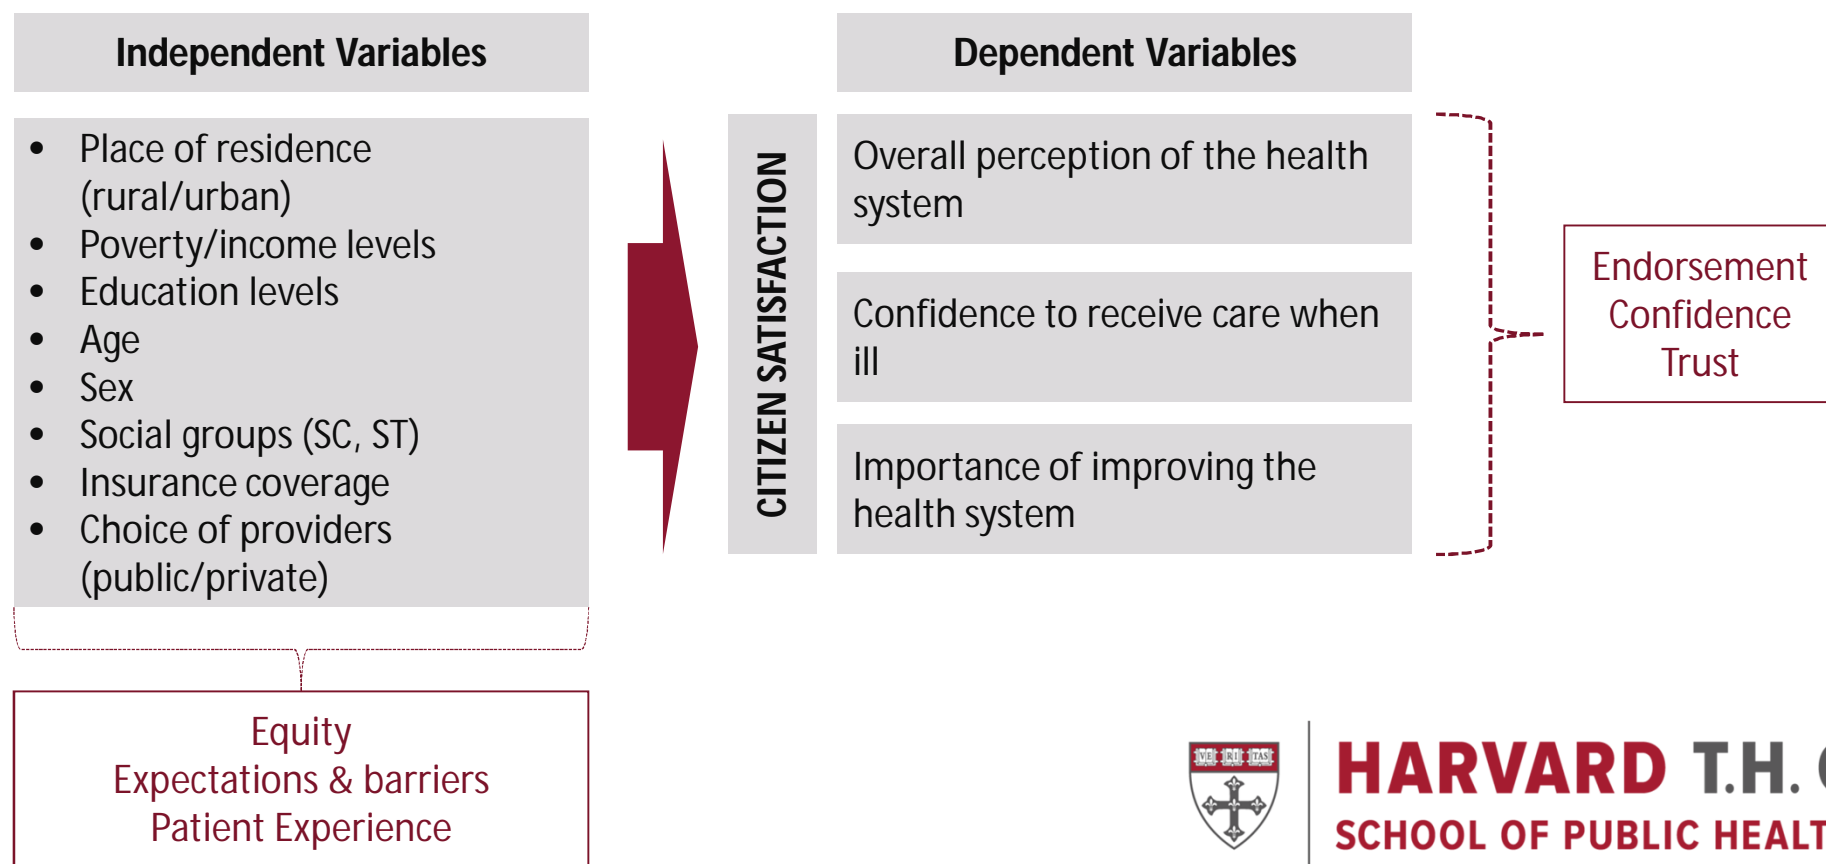 Independent Variables
• Place of residence
(rural/urban)
• Poverty/income levels
• Education levels
• Age
• Sex
• Social groups (SC, ST)
• Insurance coverage
• Choice of providers
(public/private)
Equity
Expectations & barriers
Patient Experience
CITIZEN SATISFACTION
Dependent Variables
Overall perception of the health
system
Confidence to receive care when
ill
Importance of improving the
health system
Endorsement
Confidence
Trust
VE RI TAS
HARVARD T.H.
SCHOOL OF PUBLIC HEALT